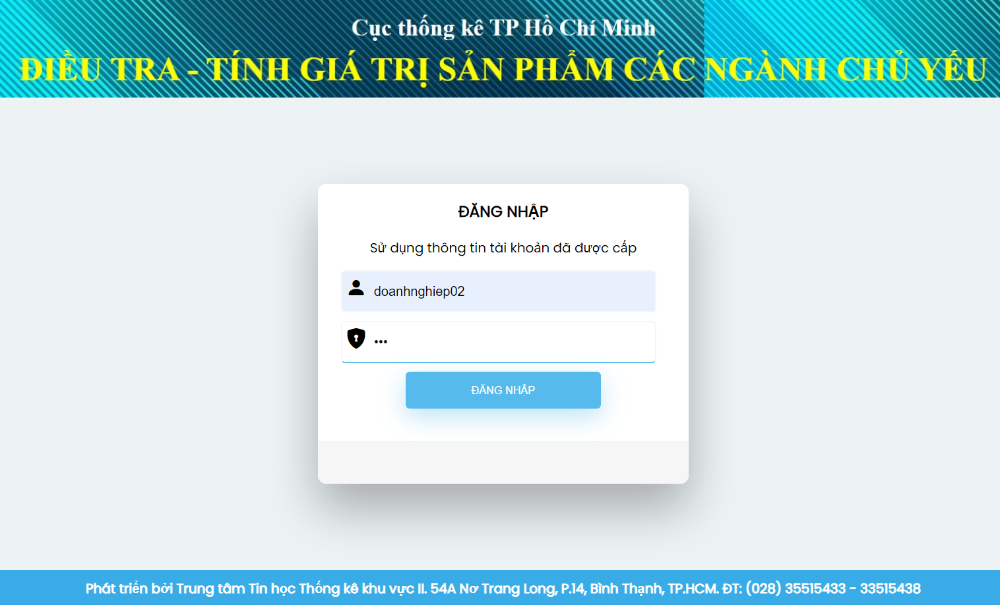 Cục thống kê TP Hồ Chí Minh
ĐIỀU TRA - TÍNH GIÁ TRỊ SẢN PHẨM CÁC NGÀNH CHỦ YẾU
ĐĂNG NHẬP
Sử dụng thông tin tài khoản đã được cấp
doanhnghiep02
•••
ĐĂNG NHẬP
Phát triển bởi Trung tâm Tin học Thống kê khu vực II. 54A Nơ Trang Long, P.14, Bình Thạnh, TP.HCM. ĐT: (028) 35515433 - 33515438